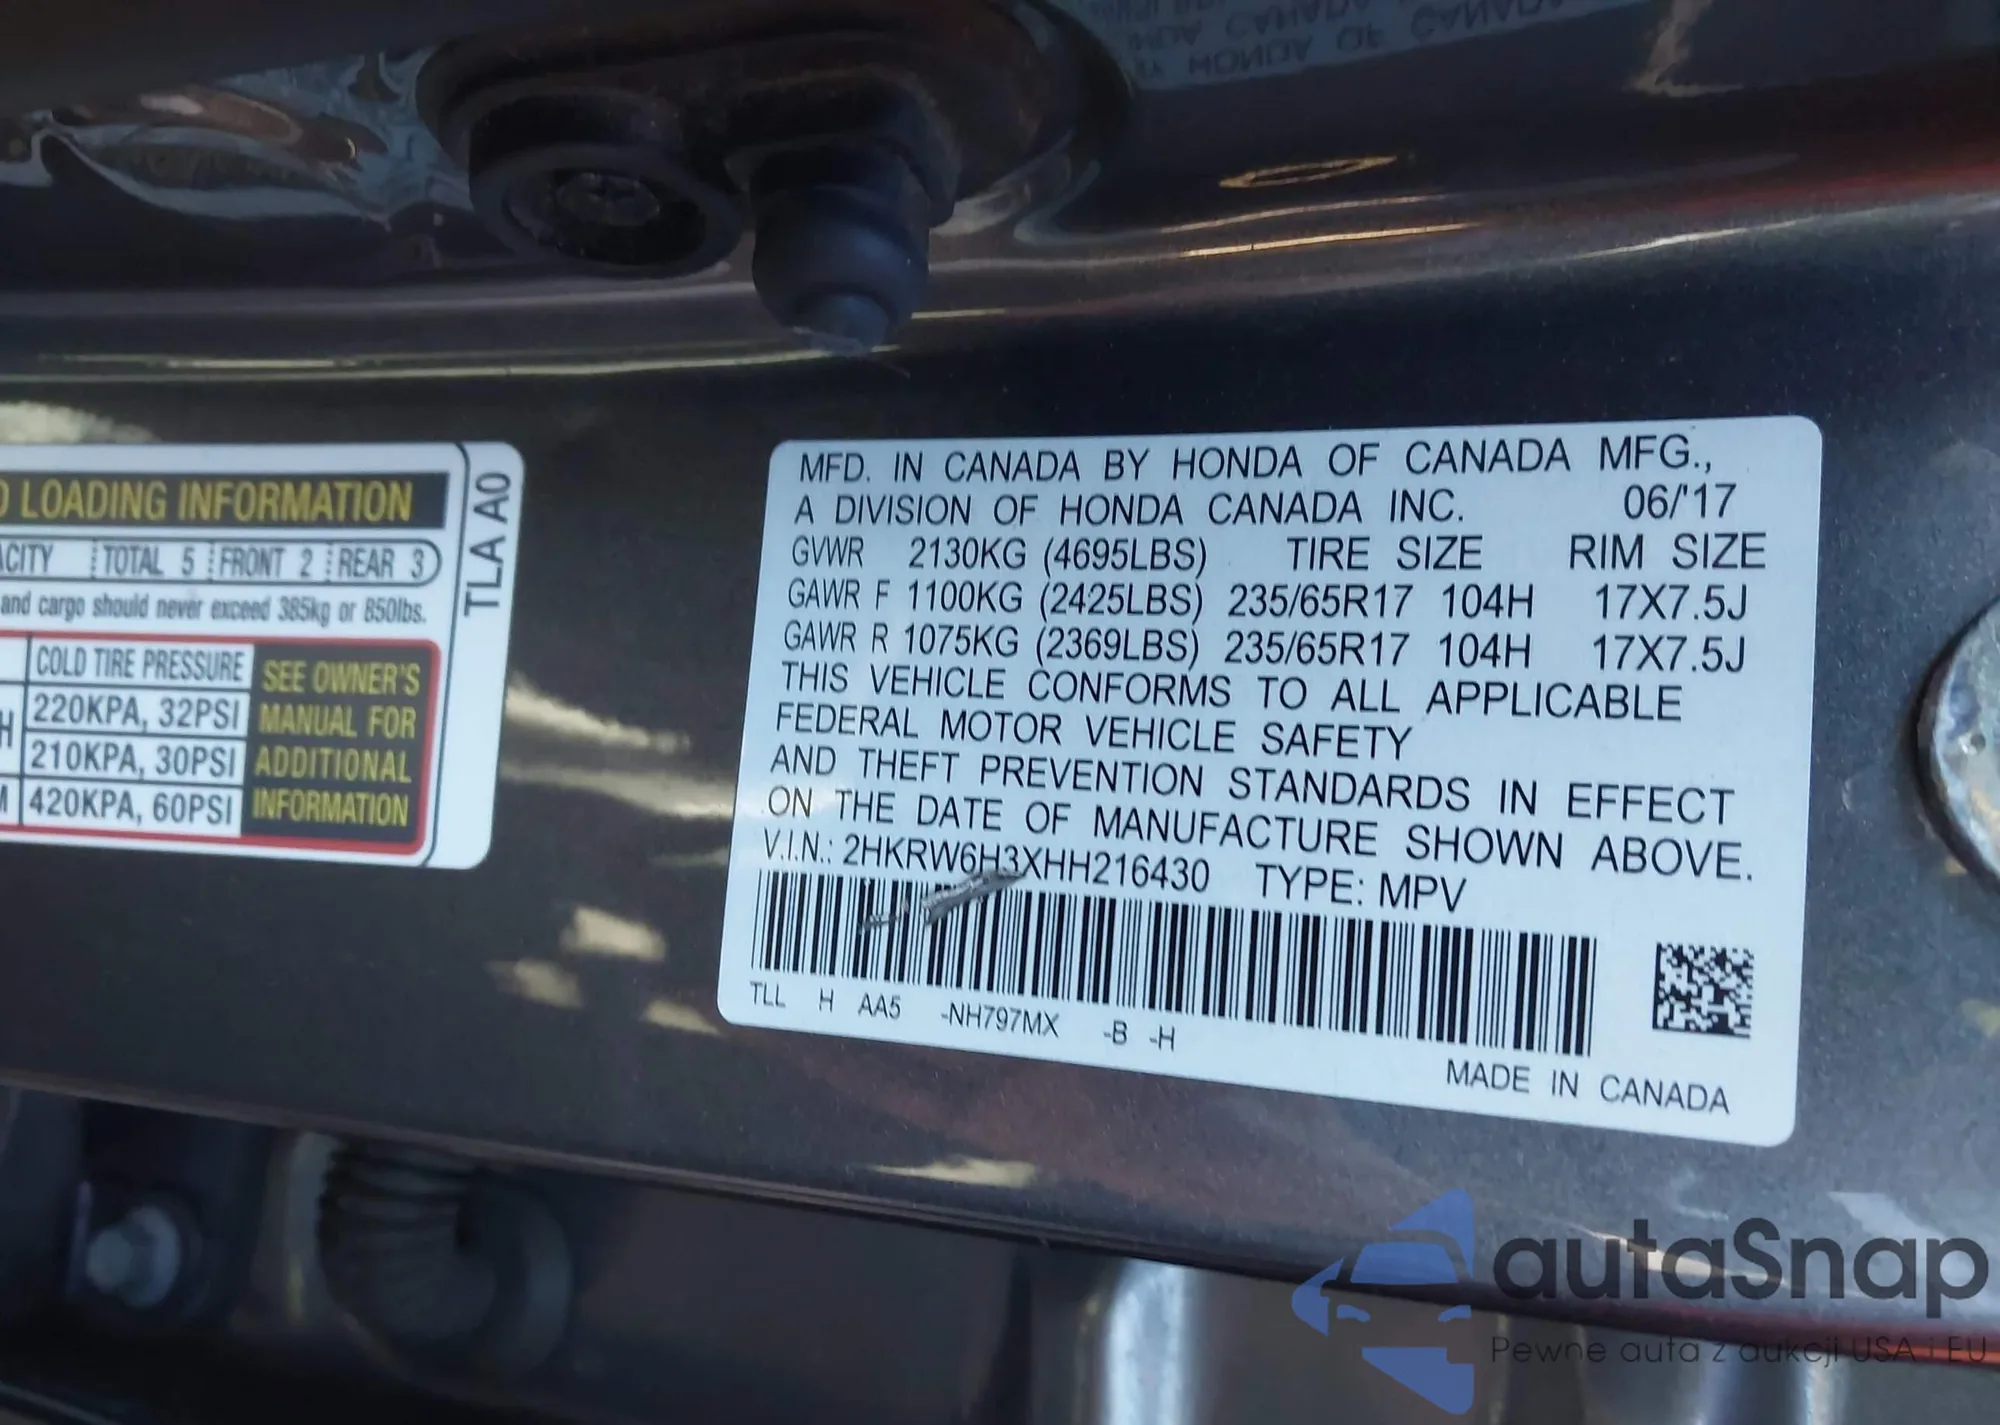 D LOADING INFORMATION
ACITY TOTAL 5 FRONT 2 REAR 3
and cargo should never exceed 385kg or 850lbs.
COLD TIRE PRESSURE
220KPA, 32PSI
210KPA, 30PSI
420KPA, 60PSI
SEE OWNER'S
MANUAL FOR
ADDITIONAL
INFORMATION
TLA A0
MFD. IN CANADA BY HONDA OF CANADA MFG.,
A DIVISION OF HONDA CANADA INC. 06/'17
GVWR 2130KG (4695LBS) TIRE SIZE RIM SIZE
GAWR F 1100KG (2425LBS) 235/65R17 104H 17X7.5J
GAWR R 1075KG (2369LBS) 235/65R17 104H 17X7.5J
THIS VEHICLE CONFORMS TO ALL APPLICABLE
FEDERAL MOTOR VEHICLE SAFETY
AND THEFT PREVENTION STANDARDS IN EFFECT
ON THE DATE OF MANUFACTURE SHOWN ABOVE.
V.I.N.: 2HKRW6H3XHH216430 TYPE: MPV
TLL H AA5 -NH797MX -B -H
MADE IN CANADA
autaSnap
Pewne auta z aukcji USA i EU